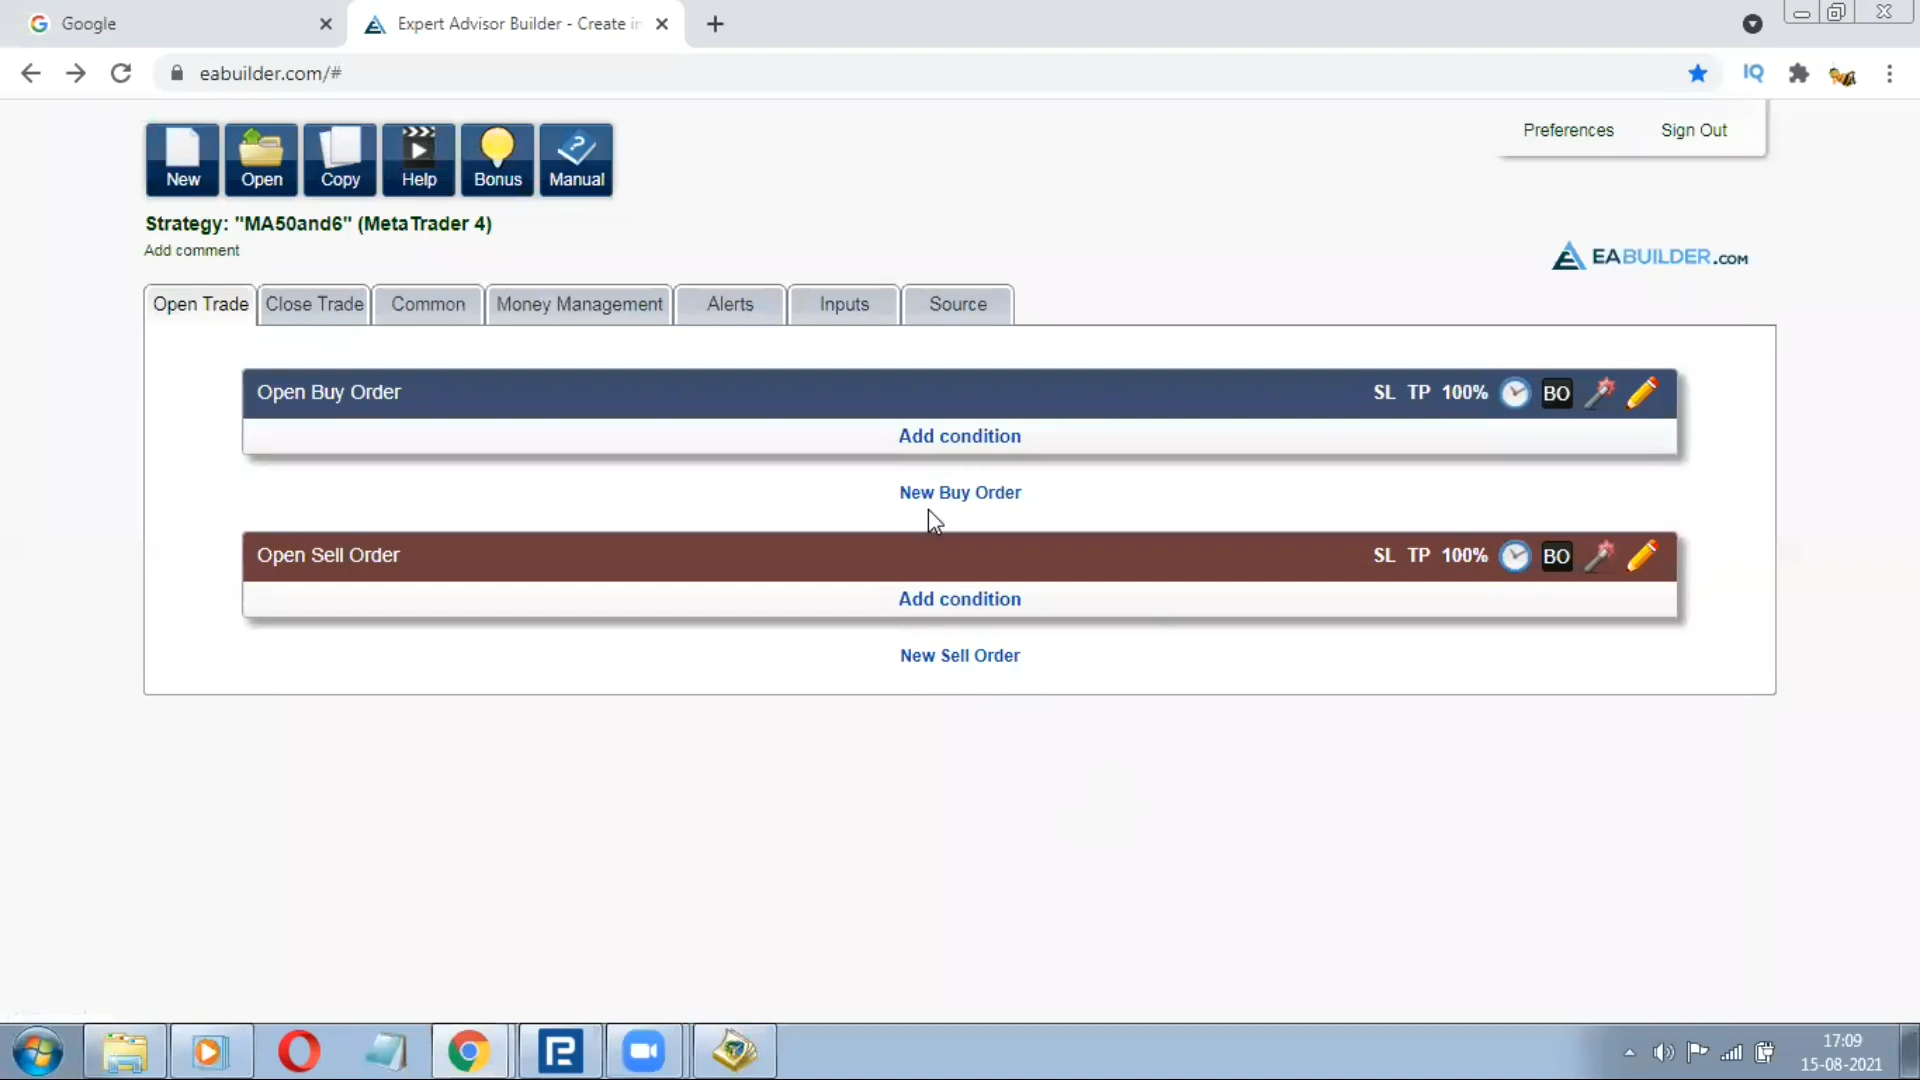 Google
Expert Advisor Builder - Create in
eabuilder.com/#
IQ
Preferences
Sign Out
New
Open
Copy
Help
Bonus
Manual
Strategy: "MA50and6" (MetaTrader 4)
Add comment
EABUILDER.COM
Open Trade
Close Trade
Common
Money Management
Alerts
Inputs
Source
Open Buy Order
SL TP 100% BO
Add condition
New Buy Order
Open Sell Order
SL TP 100% BO
Add condition
New Sell Order
17:09
15-08-2021